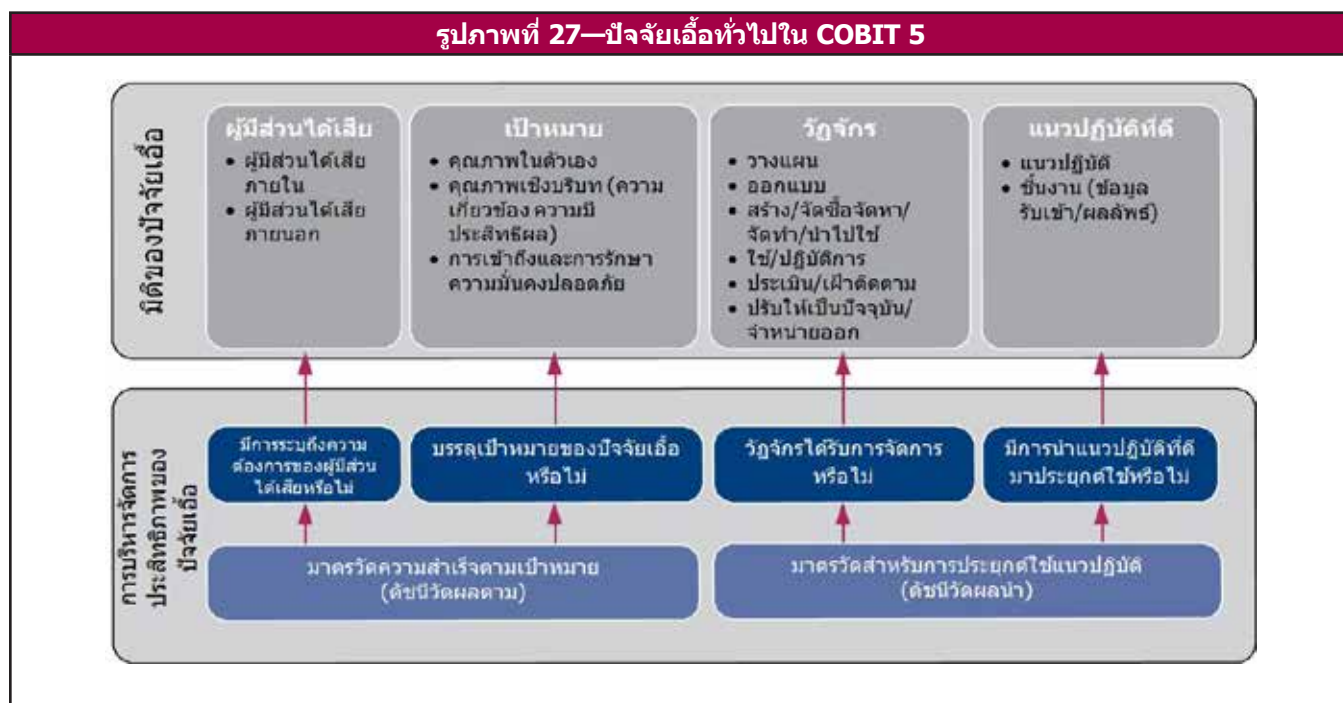 รูปภาพที่ 27—ปัจจัยเอื้อทั่วไปใน COBIT 5
มิติของปัจจัยเอื้อ
ผู้มีส่วนได้เสีย
• ผู้มีส่วนได้เสีย
ภายใน
• ผู้มีส่วนได้เสีย
ภายนอก
เป้าหมาย
• คุณภาพในตัวเอง
• คุณภาพเชิงบริบท (ความ
เกี่ยวข้อง ความมี
ประสิทธิผล)
• การเข้าถึงและการรักษา
ความมั่นคงปลอดภัย
วัฏจักร
• วางแผน
• ออกแบบ
• สร้าง/จัดซื้อจัดหา/
จัดทำ/นำไปใช้
• ใช้/ปฏิบัติการ
• ประเมิน/เฝ้าติดตาม
• ปรับให้เป็นปัจจุบัน/
จำหน่ายออก
แนวปฏิบัติที่ดี
• แนวปฏิบัติ
• ชิ้นงาน (ข้อมูล
รับเข้า/ผลลัพธ์)
การบริหารจัดการ
ประสิทธิภาพของ
ปัจจัยเอื้อ
มีการระบุถึงความ
ต้องการของผู้มีส่วน
ได้เสียหรือไม่
บรรลุเป้าหมายของปัจจัยเอื้อ
หรือไม่
วัฏจักรได้รับการจัดการ
หรือไม่
มีการนำแนวปฏิบัติที่ดี
มาประยุกต์ใช้หรือไม่
มาตรวัดความสำเร็จตามเป้าหมาย
(ดัชนีวัดผลตาม)
มาตรวัดสำหรับการประยุกต์ใช้แนวปฏิบัติ
(ดัชนีวัดผลนำ)